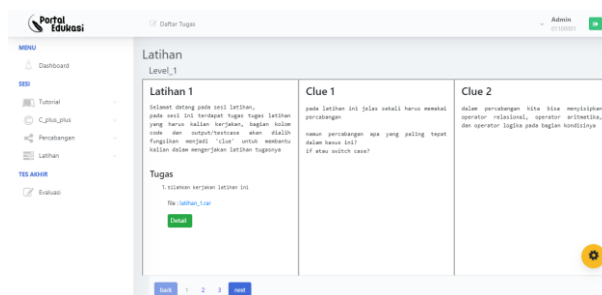 Portal
Edukasi
Daftar Tugas
Admin
MENU
Dashboard
SESI
Tutorial
C_plus_plus
Percabangan
Latihan
TES AKHIR
Evaluasi
Latihan
Level_1
Latihan 1
Selamat datang pada sesi latihan,
pada sesi ini terdapat tugas tugas latihan
yang harus kalian kerjakan, bagian kolom
code dan output/testcase akan dialih
fungsikan menjadi 'clue' untuk membantu
kalian dalam mengerjakan latihan tugasnya
Tugas
1. silahkan kerjakan latihan ini
file : latihan_1.rar
Detail
Clue 1
pada latihan ini jelas sekali harus memakai
percabangan
namun percabangan apa yang paling tepat
dalam kasus ini?
if atau switch case?
Clue 2
dalam percabangan kita bisa menyisipkan
operator relasional, operator aritmatika,
dan operator logika pada bagian kondisinya
back 1 2 3 next